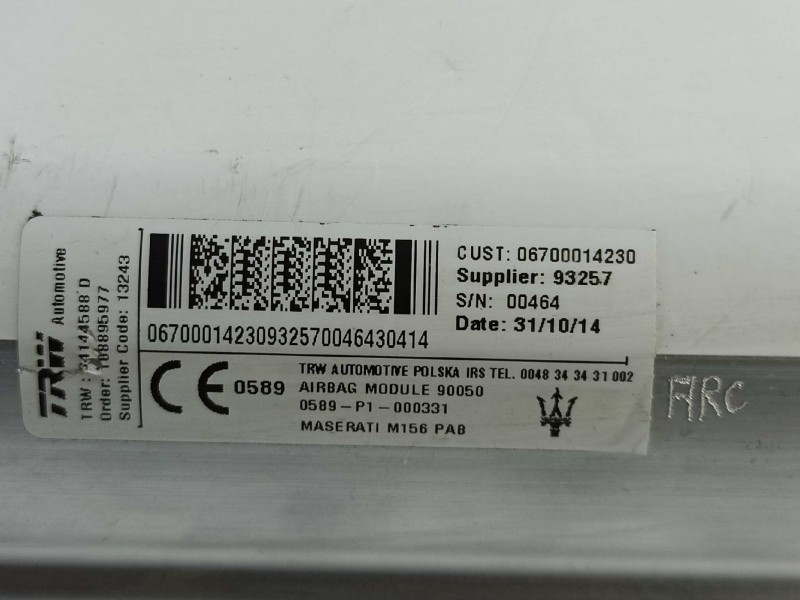 TRW Automotive
TRW : 34144588 D
Order: 108895977
Supplier Code: 13243
06700014230932570046430414
CUST: 06700014230
Supplier: 93257
S/N: 00464
Date: 31/10/14
CE 0589
TRW AUTOMOTIVE POLSKA IRS TEL. 0048 34 34 31 002
AIRBAG MODULE 90050
0589-P1-000331
MASERATI M156 PAB
ARC